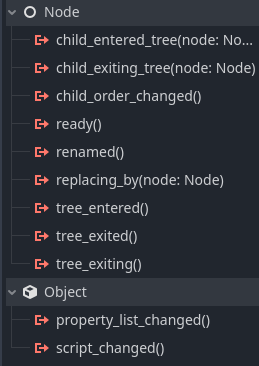 Node
child_entered_tree(node: No...
child_exiting_tree(node: Node)
child_order_changed()
ready()
renamed()
replacing_by(node: Node)
tree_entered()
tree_exited()
tree_exiting()
Object
property_list_changed()
script_changed()